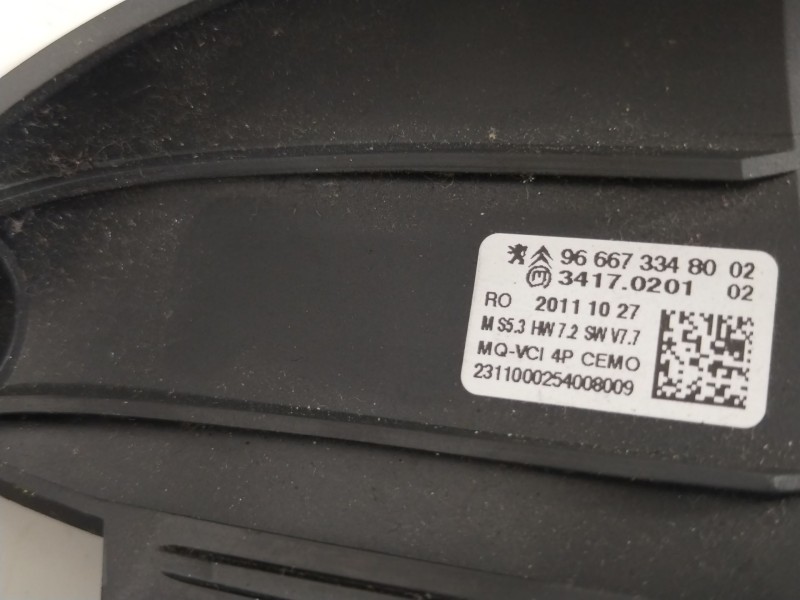 96 667 334 80 02
M 3417.0201 02
RO 2011 10 27
M S5.3 HW 7.2 SW V7.7
MQ-VCI 4P CEMO
2311000254008009